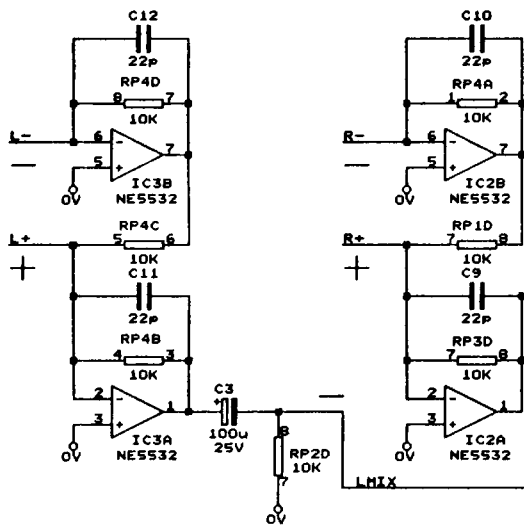 C12
22p
RP4D
8 7
10K
L-
6
5
7
IC3B
NE5532
0V
L+
RP4C
5 6
10K
C11
22p
RP4B
4 3
10K
2
3
1
IC3A
NE5532
0V
C3
+
100u
25V
8
RP2D
10K
7
0V
LMIX
C10
22p
RP4A
1 2
10K
R-
6
5
7
IC2B
NE5532
0V
R+
RP1D
7 8
10K
C9
22p
RP3D
7 8
10K
2
3
1
IC2A
NE5532
0V